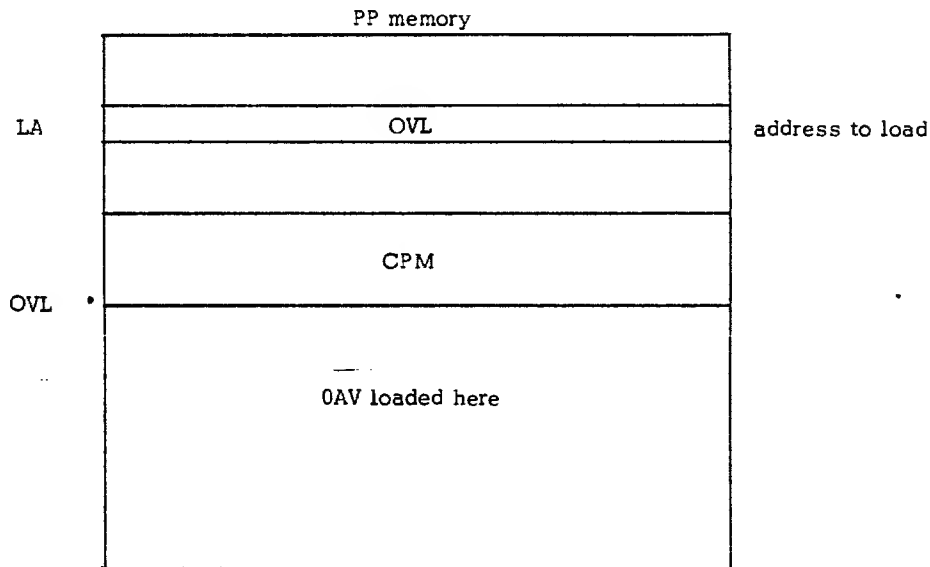 PP memory
LA OVL address to load
CPM
OVL
0AV loaded here